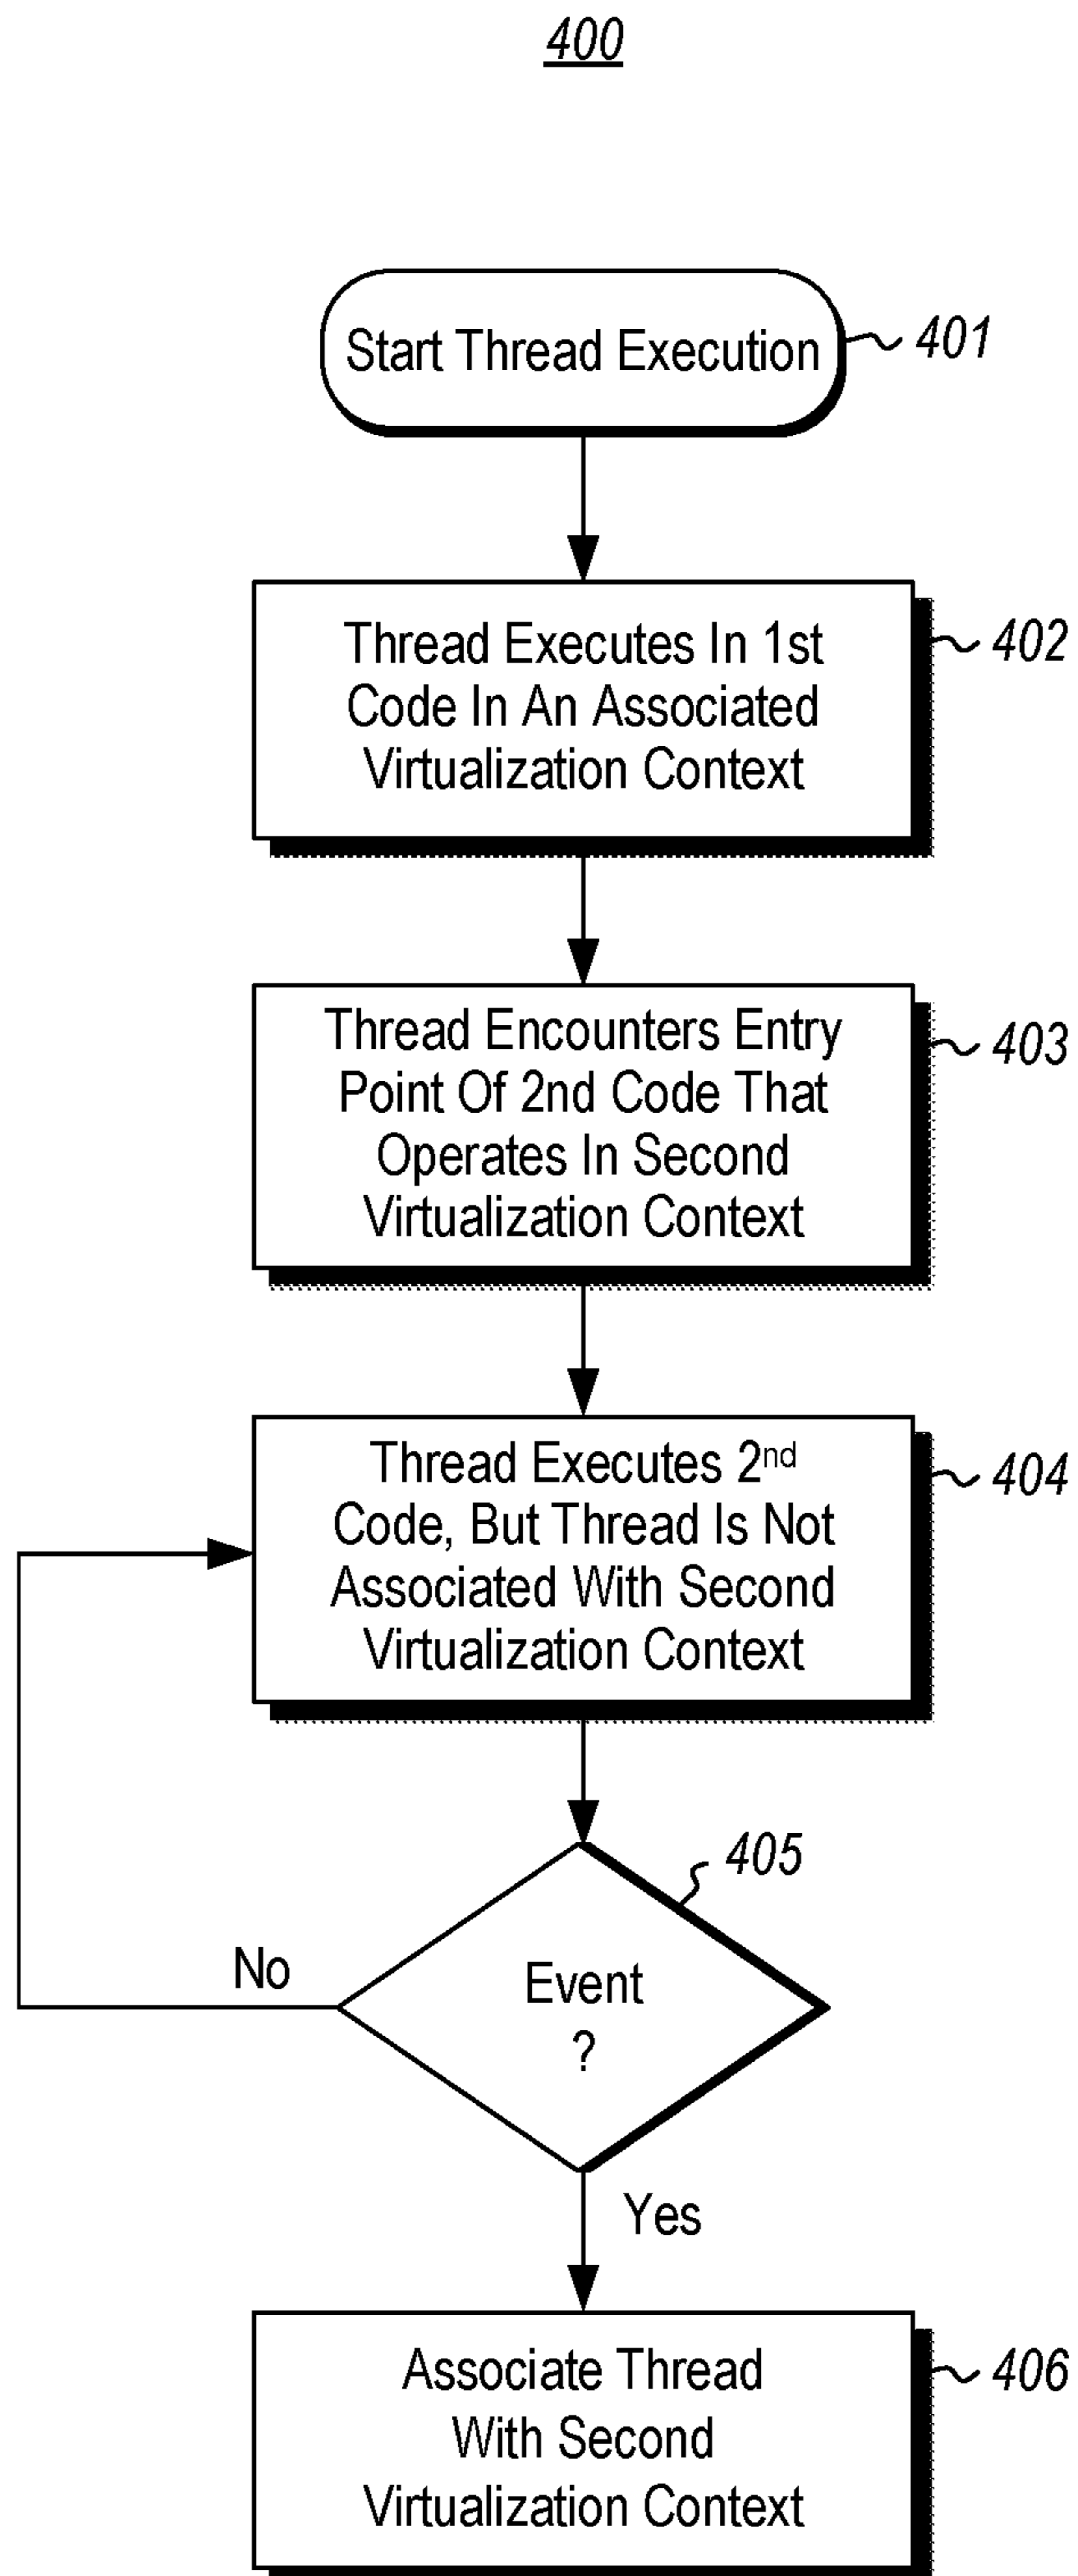 400
Start Thread Execution
401
Thread Executes In 1st
Code In An Associated
Virtualization Context
402
Thread Encounters Entry
Point Of 2nd Code That
Operates In Second
Virtualization Context
403
Thread Executes 2nd
Code, But Thread Is Not
Associated With Second
Virtualization Context
404
405
Event
?
No
Yes
Associate Thread
With Second
Virtualization Context
406